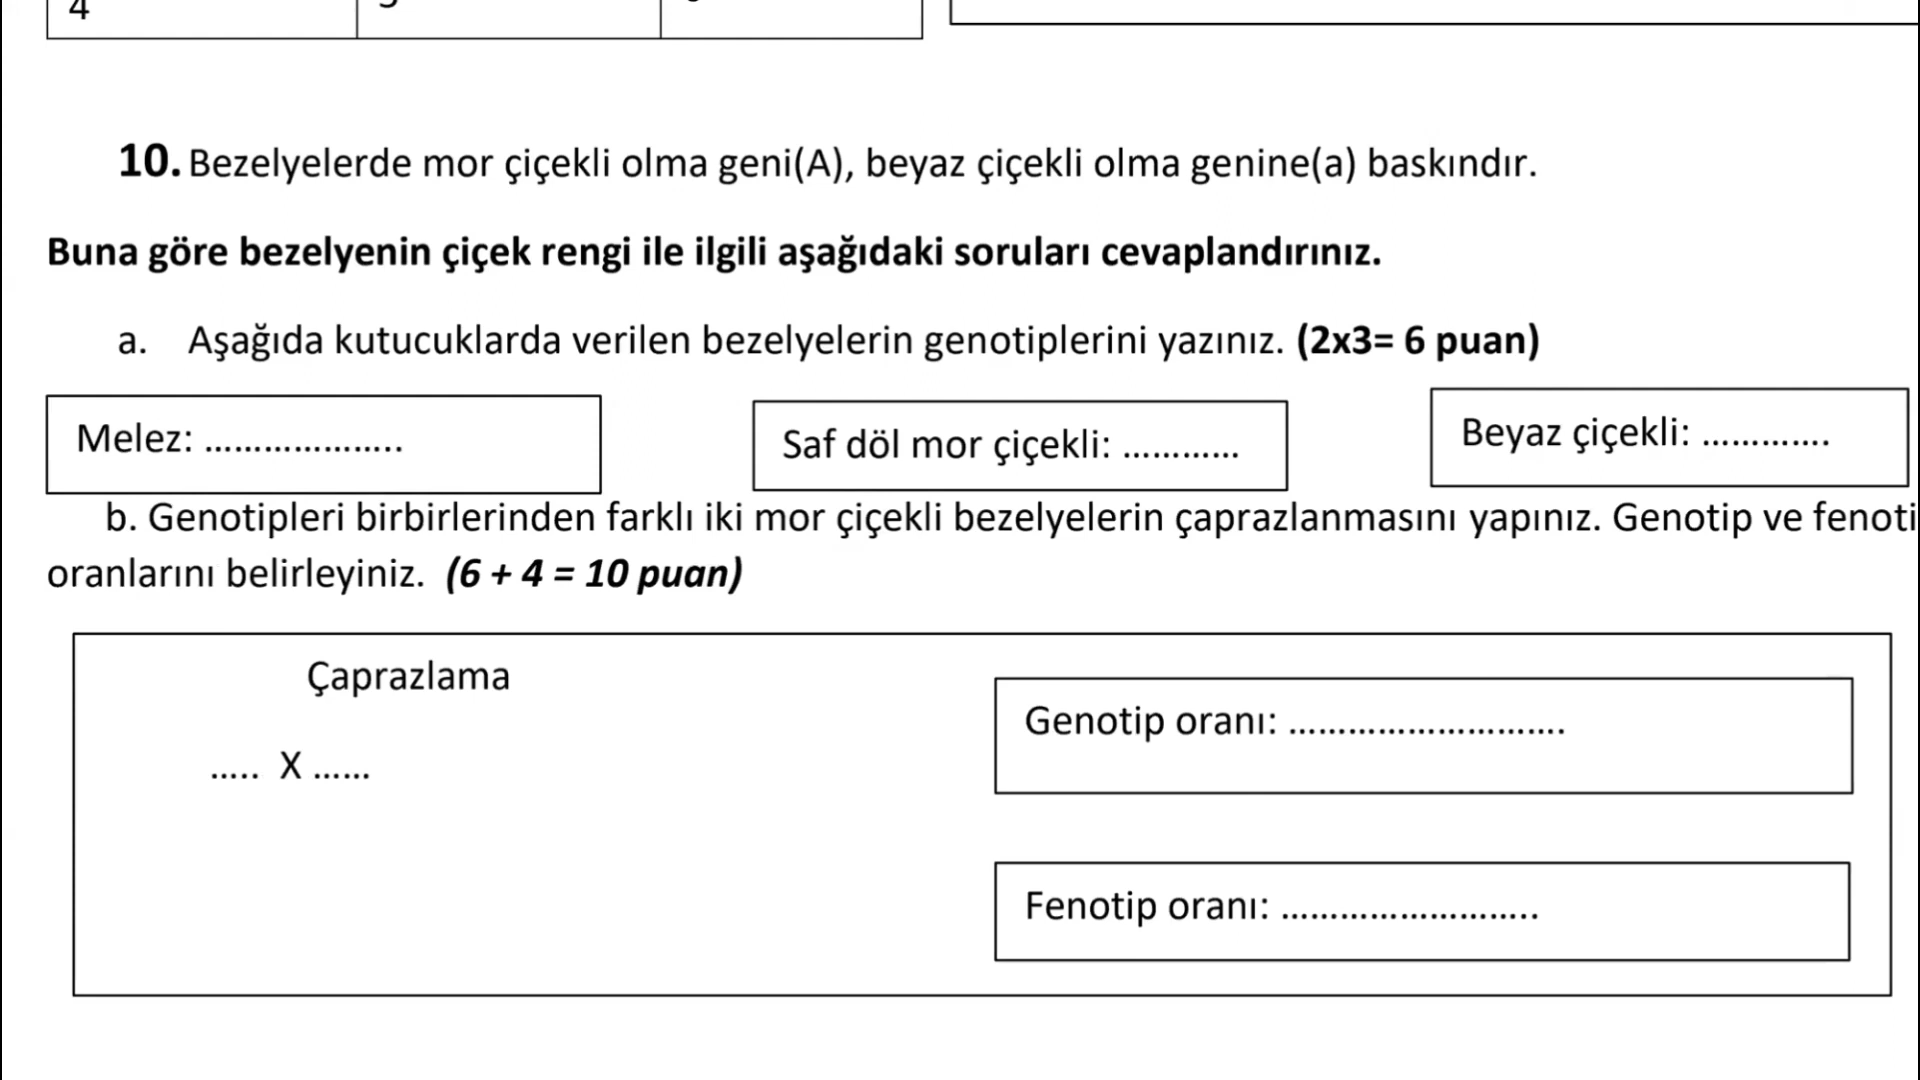 4
10. Bezelyelerde mor çiçekli olma geni(A), beyaz çiçekli olma genine(a) baskındır.
Buna göre bezelyenin çiçek rengi ile ilgili aşağıdaki soruları cevaplandırınız.
a. Aşağıda kutucuklarda verilen bezelyelerin genotiplerini yazınız. (2x3= 6 puan)
Melez: ………………..
Saf döl mor çiçekli: …………
Beyaz çiçekli: ………….
b. Genotipleri birbirlerinden farklı iki mor çiçekli bezelyelerin çaprazlanmasını yapınız. Genotip ve fenoti
oranlarını belirleyiniz. (6 + 4 = 10 puan)
Çaprazlama
..... X ......
Genotip oranı: ……………………….
Fenotip oranı: ……………………..